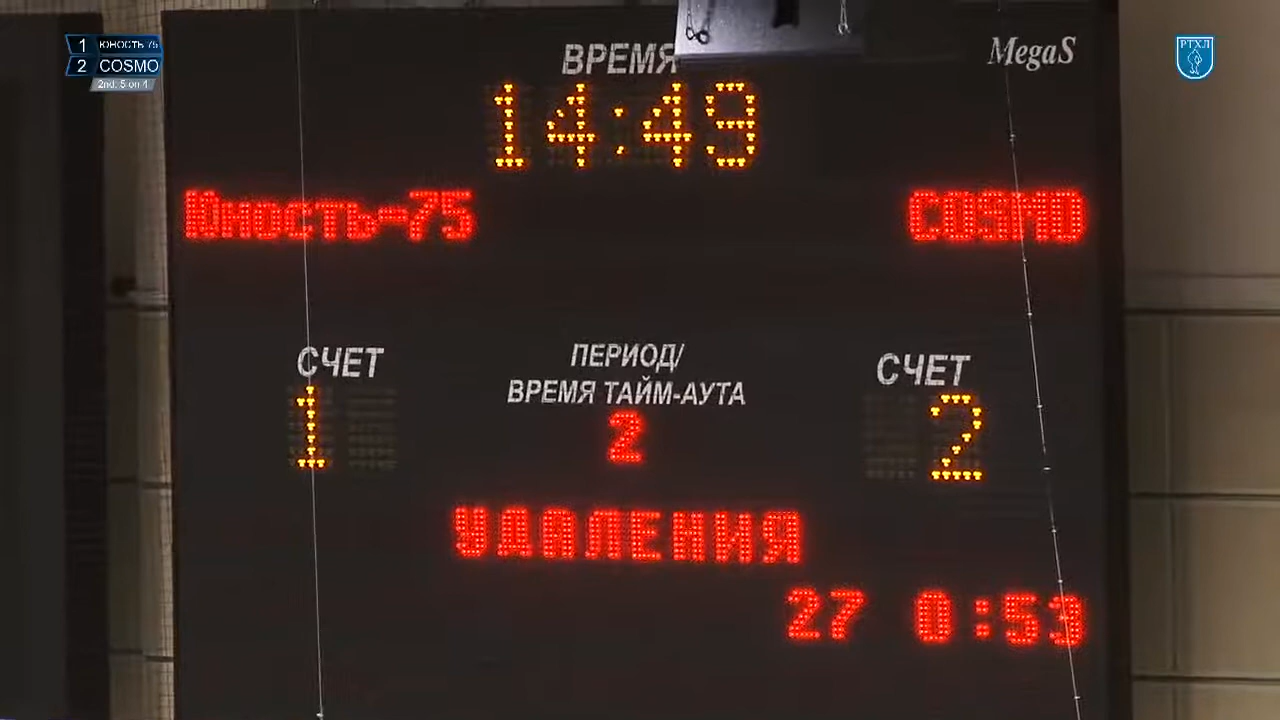 1 ЮНОСТЬ 75
2 COSMO
2nd: 5 on 4
РТХЛ
ВРЕМЯ
MegaS
14:49
Юность-75
COSMO
СЧЕТ
ПЕРИОД/
ВРЕМЯ ТАЙМ-АУТА
СЧЕТ
1
2
2
УДАЛЕНИЯ
27 0:53